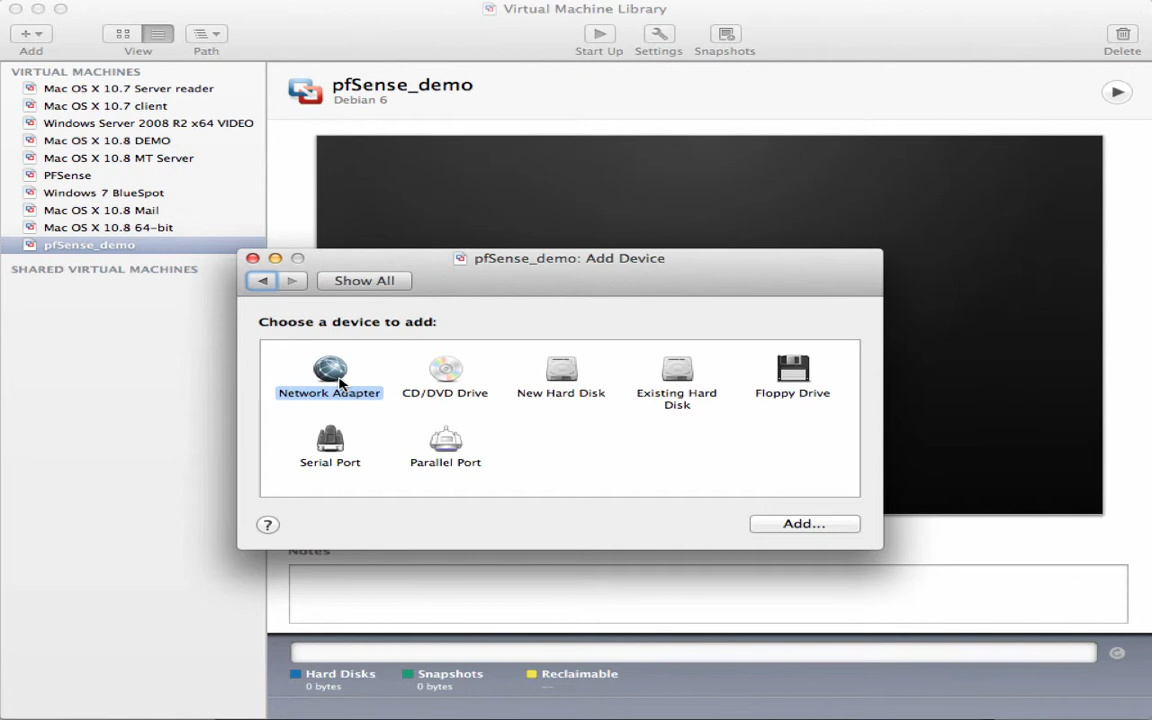 Virtual Machine Library
Add
View
Path
Start Up
Settings
Snapshots
Delete
VIRTUAL MACHINES
Mac OS X 10.7 Server reader
Mac OS X 10.7 client
Windows Server 2008 R2 x64 VIDEO
Mac OS X 10.8 DEMO
Mac OS X 10.8 MT Server
PFSense
Windows 7 BlueSpot
Mac OS X 10.8 Mail
Mac OS X 10.8 64-bit
pfSense_demo
SHARED VIRTUAL MACHINES
pfSense_demo
Debian 6
pfSense_demo: Add Device
Show All
Choose a device to add:
Network Adapter
CD/DVD Drive
New Hard Disk
Existing Hard
Disk
Floppy Drive
Serial Port
Parallel Port
?
Add...
Notes
Hard Disks
0 bytes
Snapshots
0 bytes
Reclaimable
---